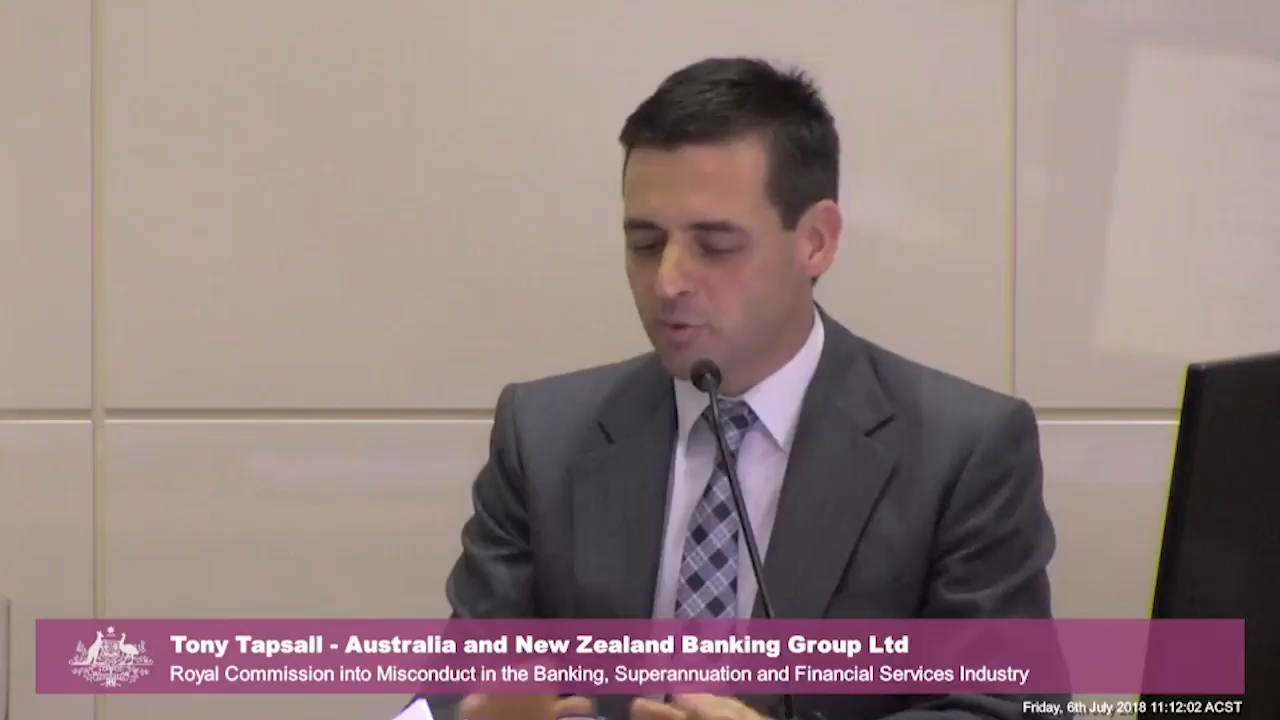 Tony Tapsall - Australia and New Zealand Banking Group Ltd
Royal Commission into Misconduct in the Banking, Superannuation and Financial Services Industry
Friday, 6th July 2018 11:12:02 ACST